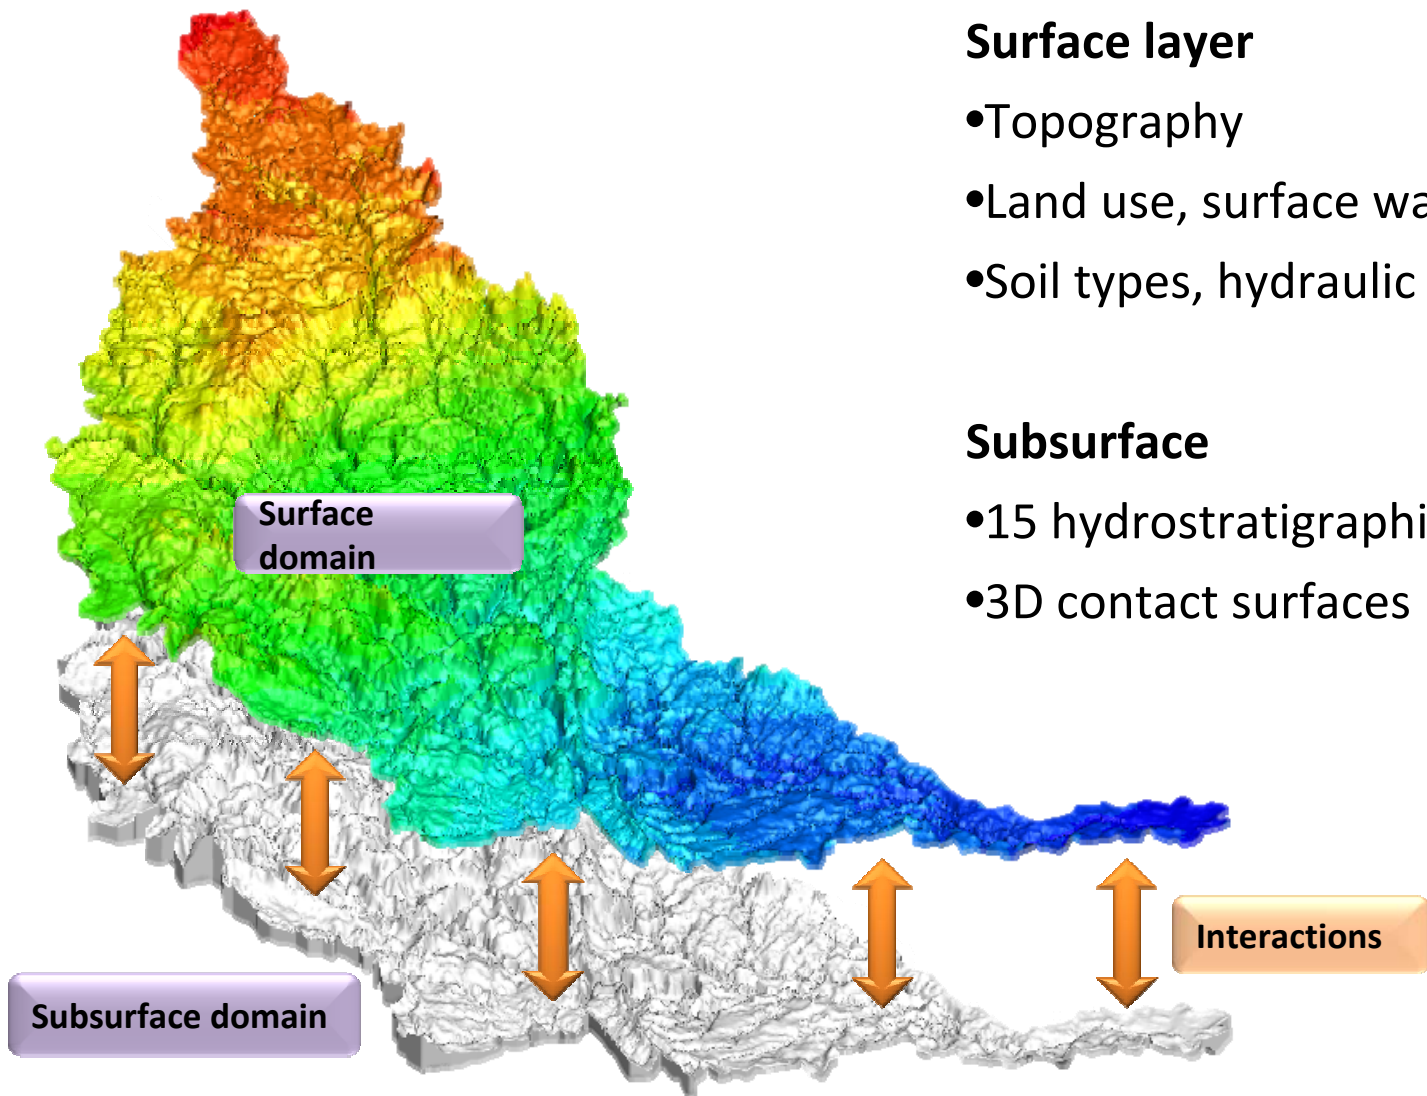 Surface layer
•Topography
•Land use, surface wa
•Soil types, hydraulic
Subsurface
•15 hydrostratigraphi
•3D contact surfaces
Surface
domain
Interactions
Subsurface domain